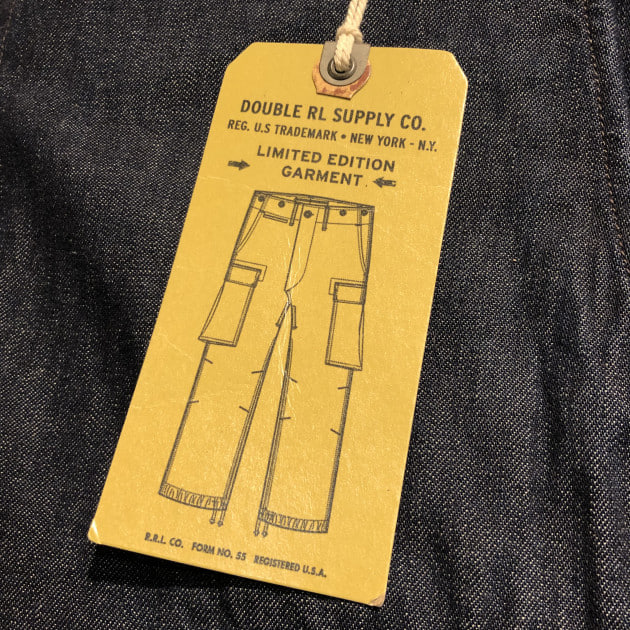 DOUBLE RL SUPPLY CO.
REG. U.S TRADEMARK • NEW YORK - N.Y.
LIMITED EDITION
GARMENT
R.R.L. CO. FORM NO. 55 REGISTERED U.S.A.